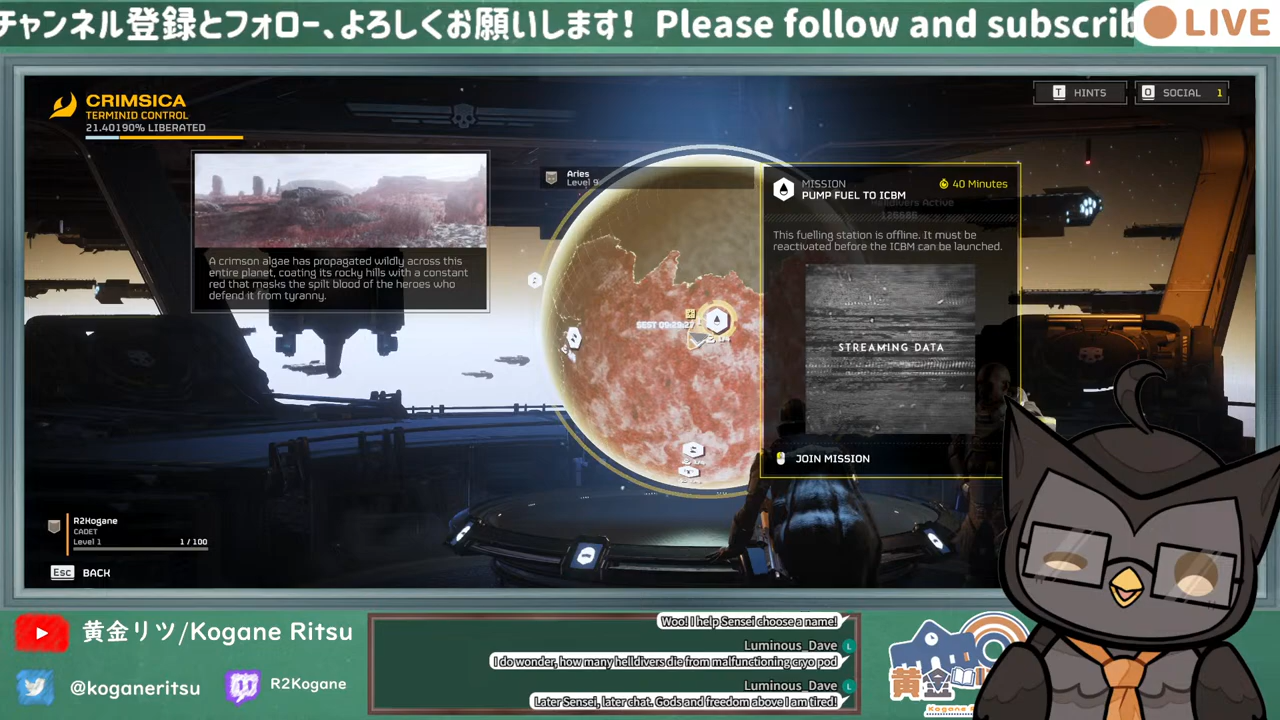 チャンネル登録とフォロー、よろしくお願いします! Please follow and subscrib
LIVE
CRIMSICA
TERMINID CONTROL
21.40190% LIBERATED
T HINTS
O SOCIAL 1
A crimson algae has propagated wildly across this
entire planet, coating its rocky hills with a constant
red that masks the spilt blood of the heroes who
defend it from tyranny.
Aries
Level 9
MISSION
PUMP FUEL TO ICBM
40 Minutes
This fuelling station is offline. It must be
reactivated before the ICBM can be launched.
STREAMING DATA
JOIN MISSION
R2Kogane
CADET
Level 1
1 / 100
Esc BACK
黄金リツ/Kogane Ritsu
@koganeritsu
R2Kogane
Woo! I help Sensei choose a name!
Luminous_Dave L
I do wonder, how many helldivers die from malfunctioning cryo pod
Luminous_Dave L
Later Sensei, later chat. Gods and freedom above I am tired!
黄金